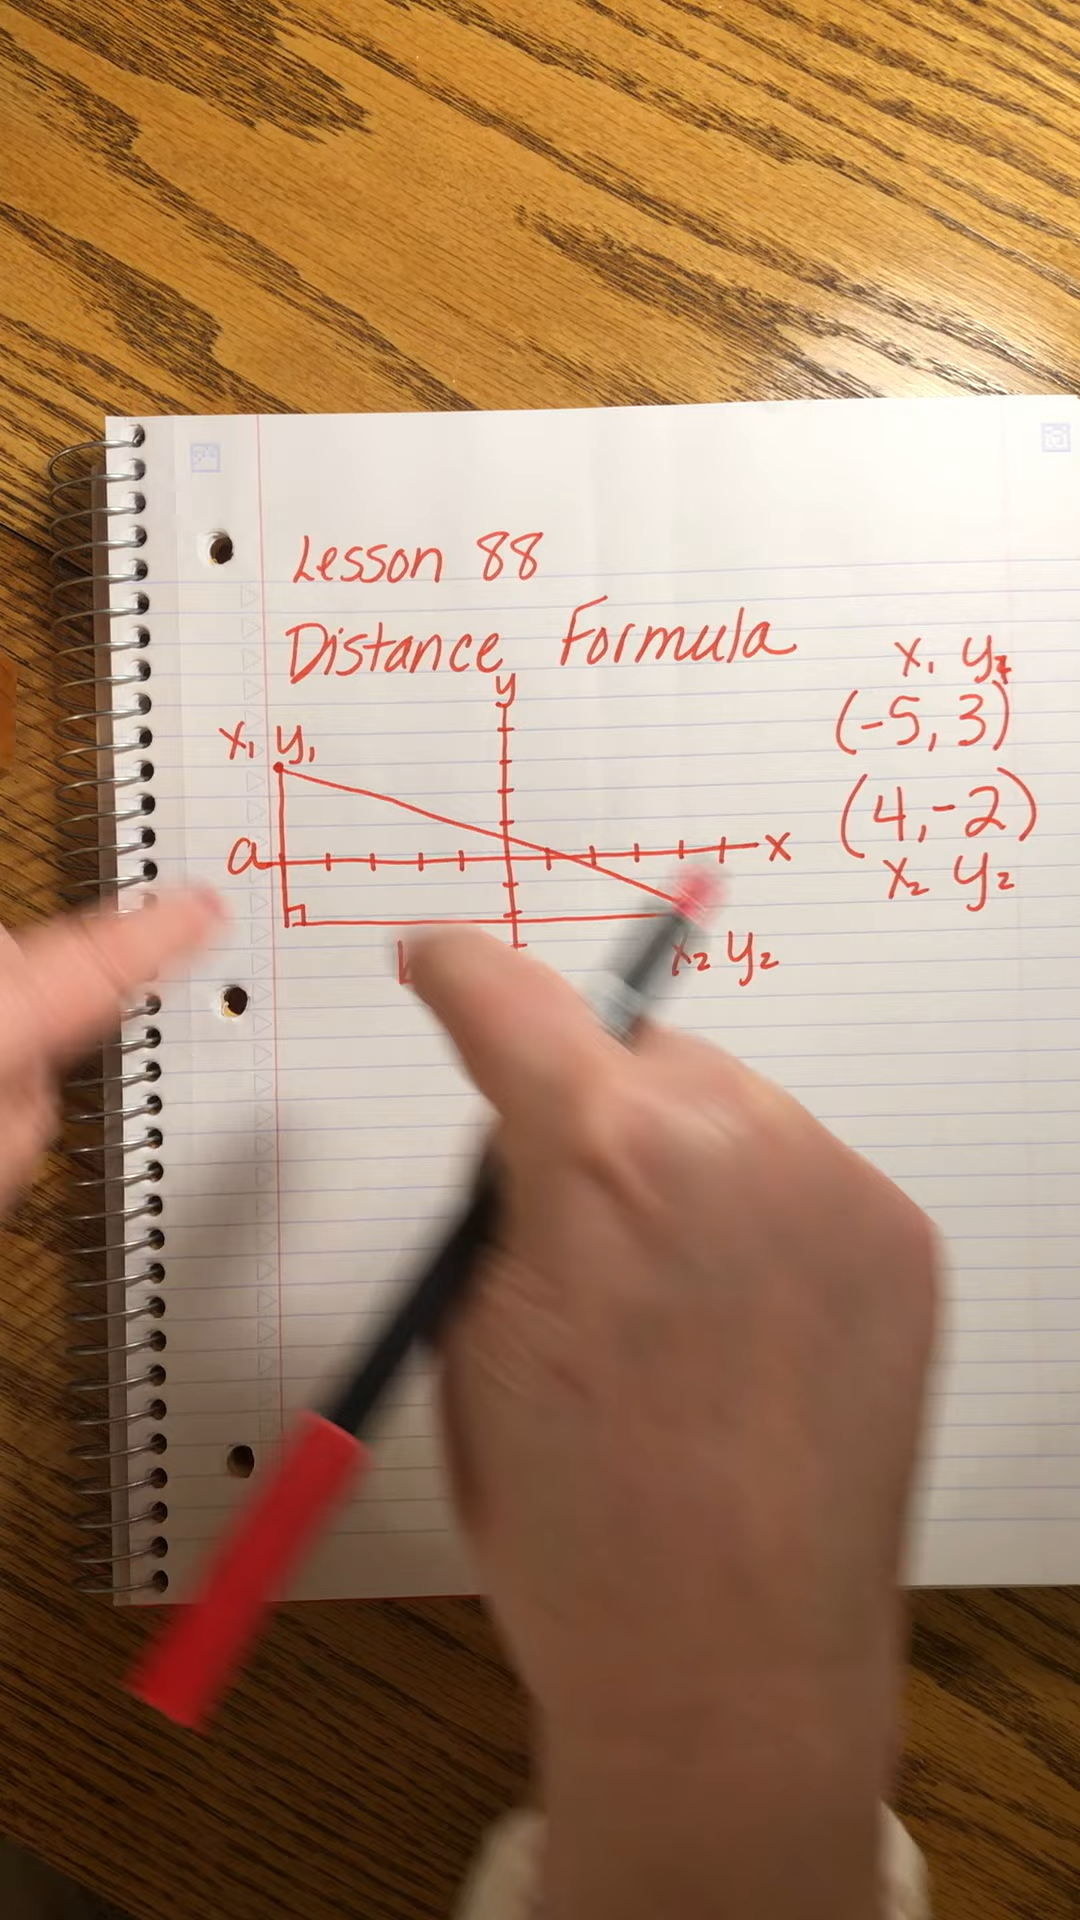 Lesson 88
Distance Formula
y
x₁ y₁
a
x
x₂ y₂
x₁ y₁
(-5, 3)
(4, -2)
x₂ y₂